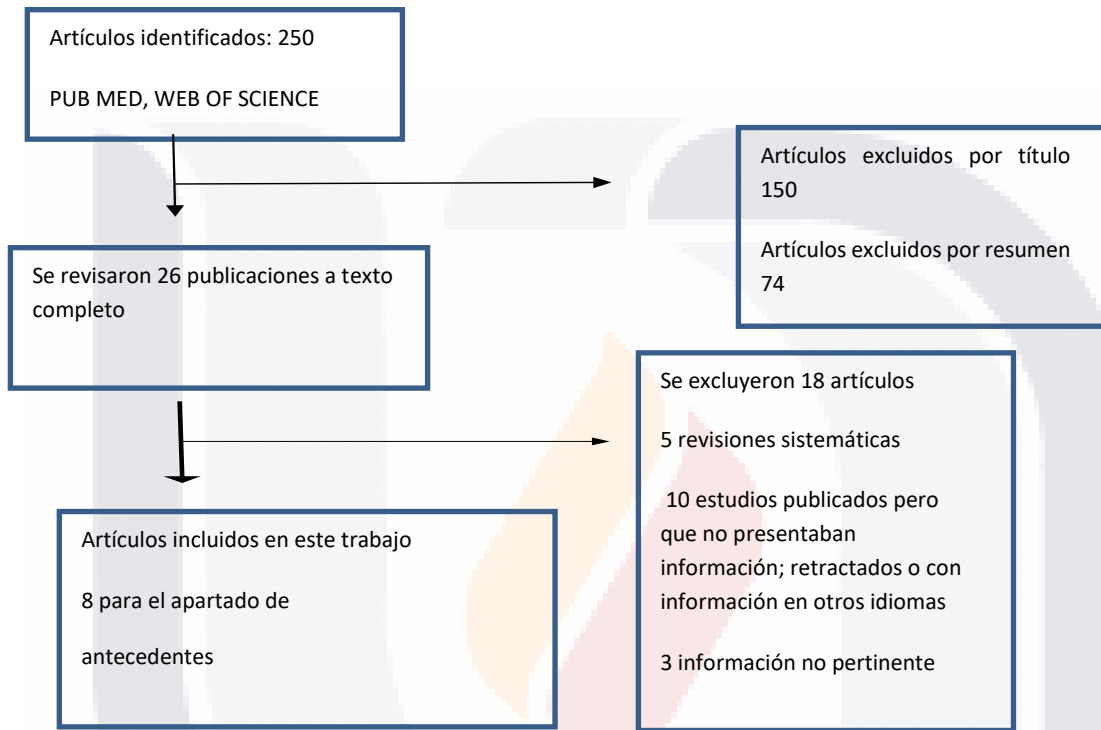 Artículos identificados: 250
PUB MED, WEB OF SCIENCE
Artículos excluidos por título
150
Artículos excluidos por resumen
74
Se revisaron 26 publicaciones a texto
completo
Se excluyeron 18 artículos
5 revisiones sistemáticas
10 estudios publicados pero
que no presentaban
información; retractados o con
información en otros idiomas
3 información no pertinente
Artículos incluidos en este trabajo
8 para el apartado de
antecedentes